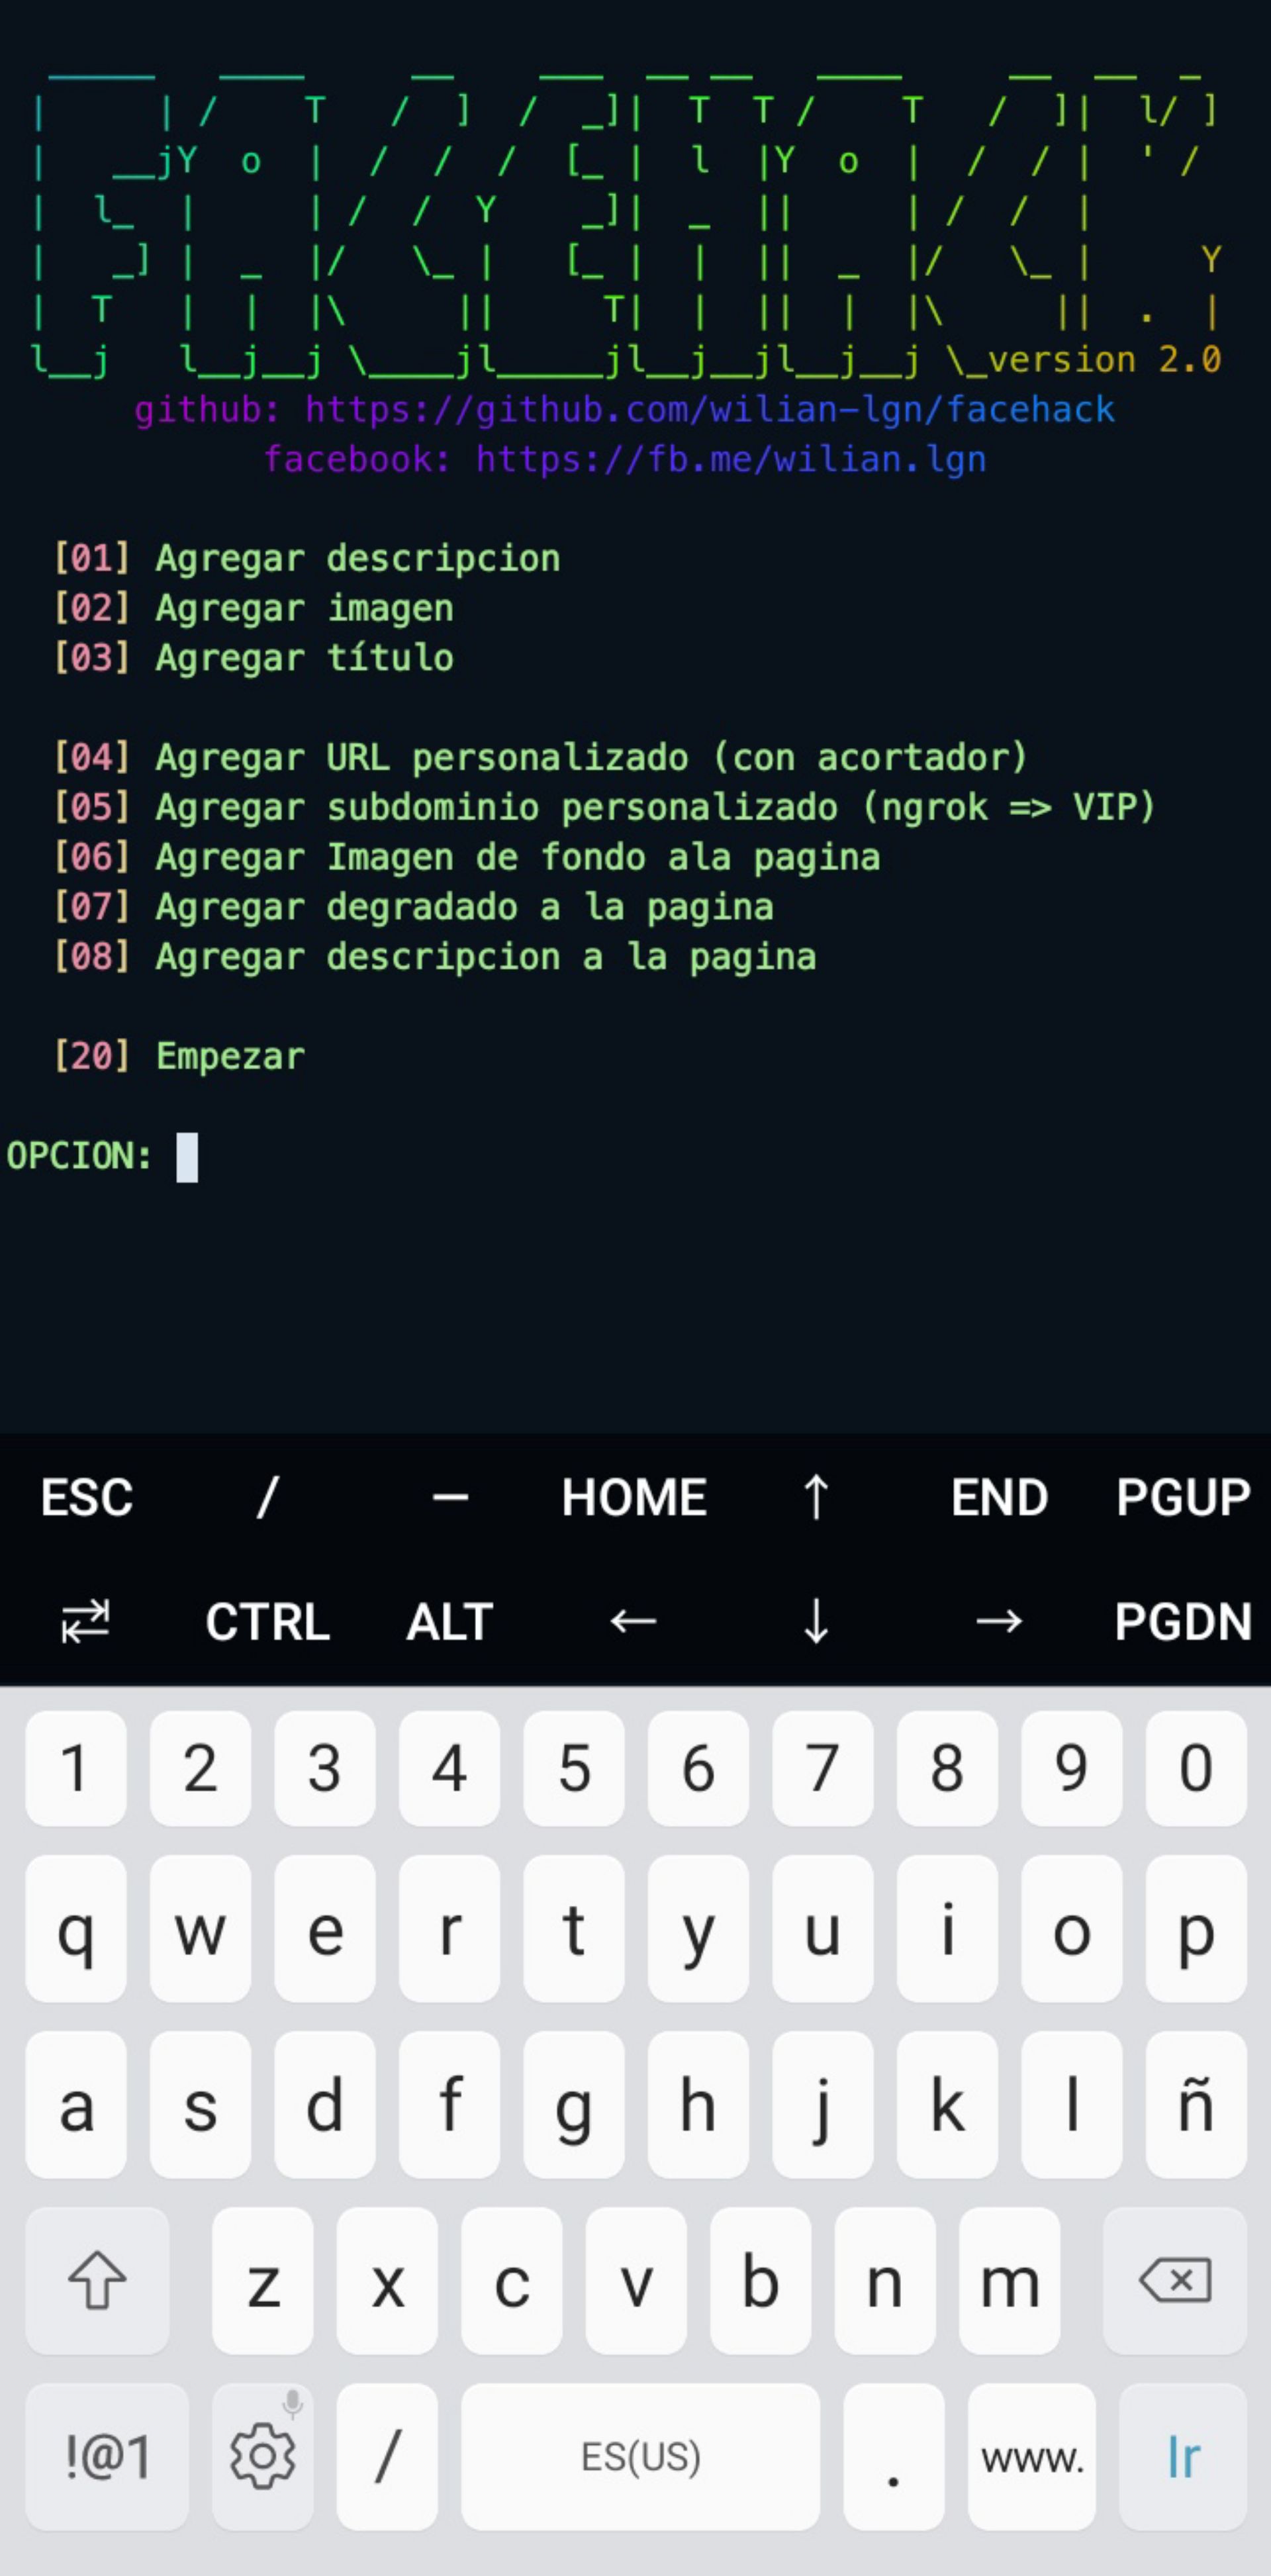 FACEHACK
version 2.0
github: https://github.com/wilian-lgn/facehack
facebook: https://fb.me/wilian.lgn
[01] Agregar descripcion
[02] Agregar imagen
[03] Agregar título
[04] Agregar URL personalizado (con acortador)
[05] Agregar subdominio personalizado (ngrok => VIP)
[06] Agregar Imagen de fondo ala pagina
[07] Agregar degradado a la pagina
[08] Agregar descripcion a la pagina
[20] Empezar
OPCION:
ESC / — HOME ↑ END PGUP
⇄ CTRL ALT ← ↓ → PGDN
1 2 3 4 5 6 7 8 9 0
q w e r t y u i o p
a s d f g h j k l ñ
z x c v b n m
!@1 / ES(US) . www. Ir